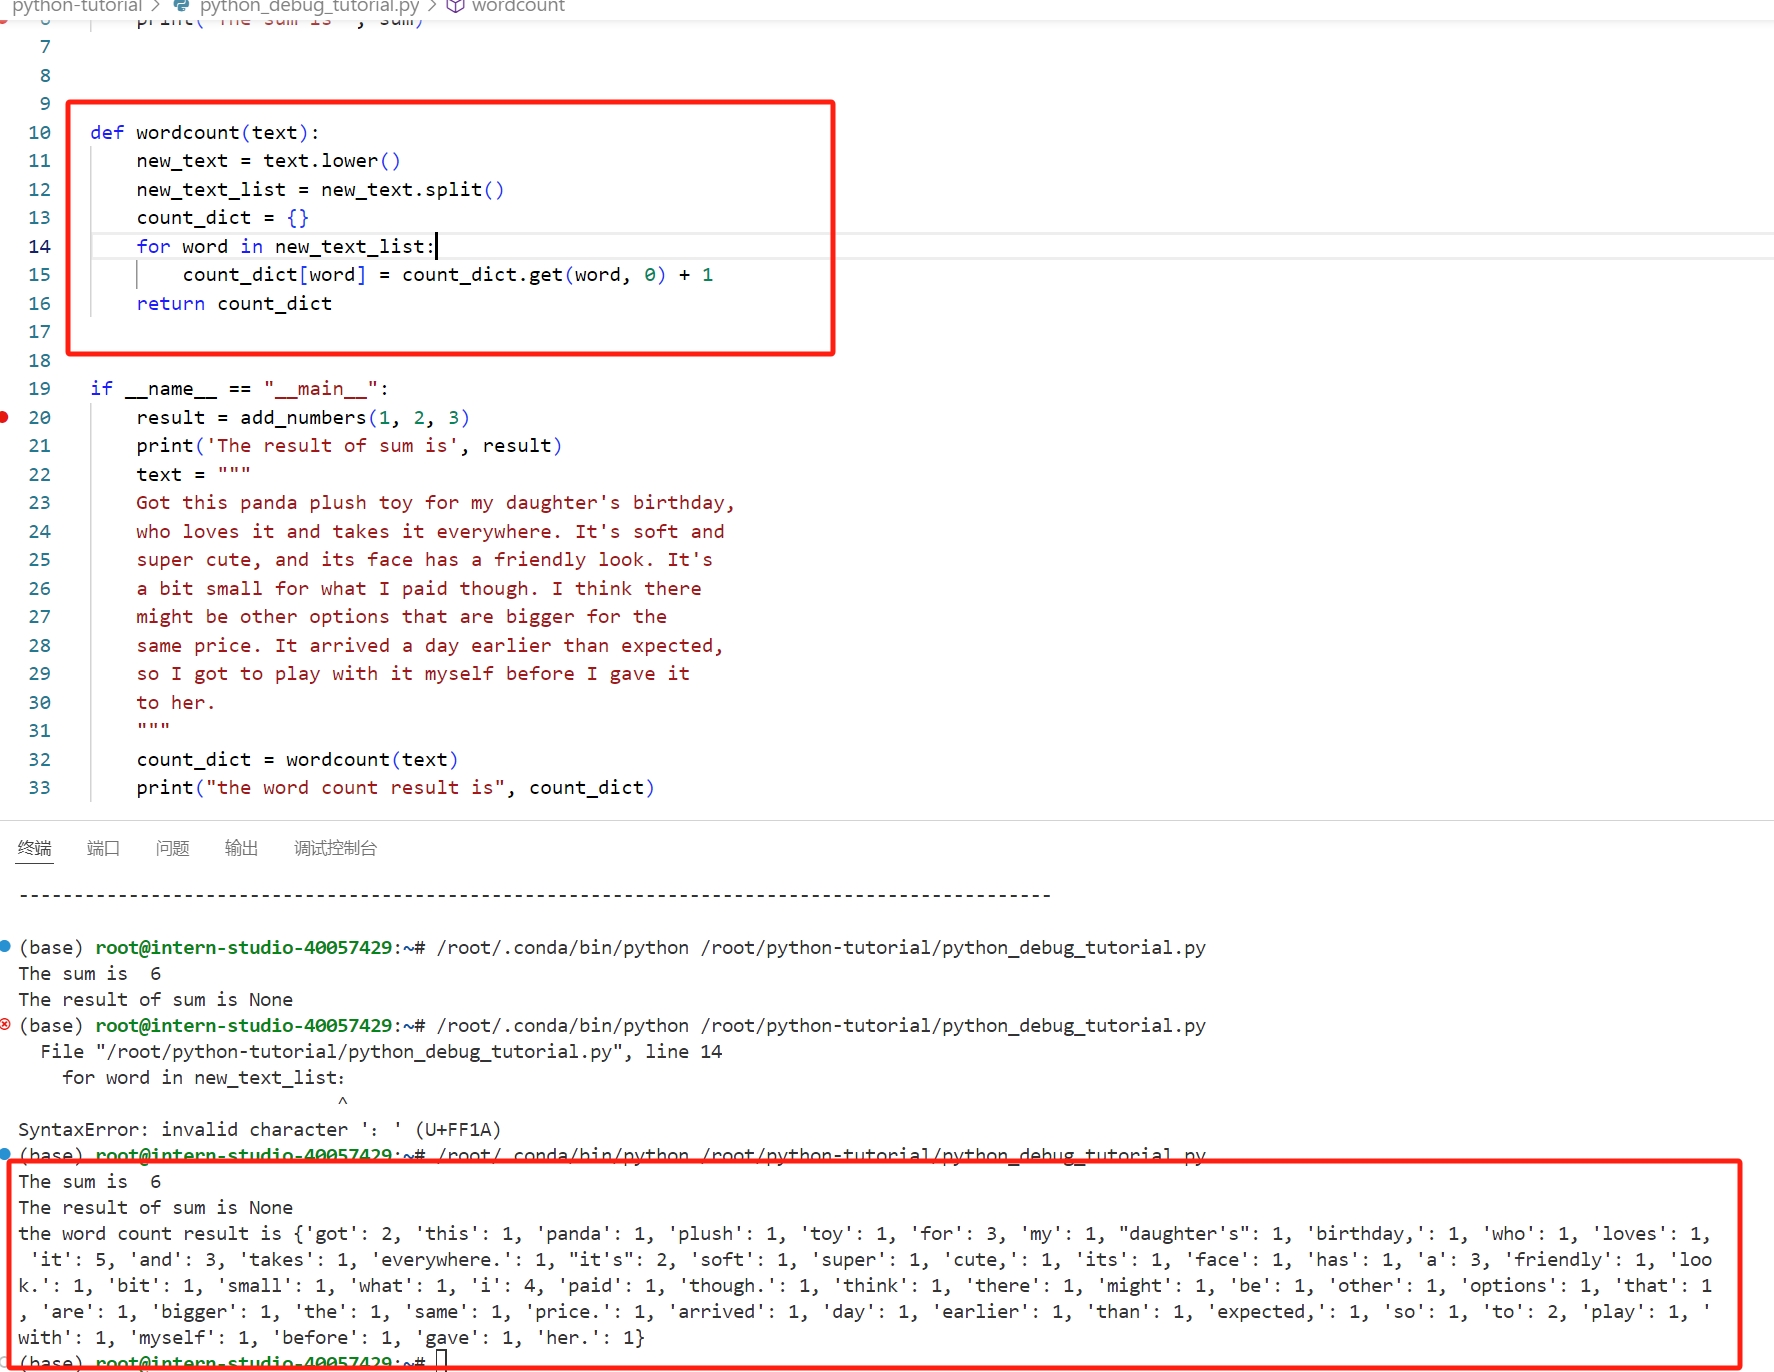 python-tutorial > python_debug_tutorial.py > wordcount
6 print("The sum is ", sum)
7
8
9
10 def wordcount(text):
11 new_text = text.lower()
12 new_text_list = new_text.split()
13 count_dict = {}
14 for word in new_text_list:
15 count_dict[word] = count_dict.get(word, 0) + 1
16 return count_dict
17
18
19 if __name__ == "__main__":
20 result = add_numbers(1, 2, 3)
21 print('The result of sum is', result)
22 text = """
23 Got this panda plush toy for my daughter's birthday,
24 who loves it and takes it everywhere. It's soft and
25 super cute, and its face has a friendly look. It's
26 a bit small for what I paid though. I think there
27 might be other options that are bigger for the
28 same price. It arrived a day earlier than expected,
29 so I got to play with it myself before I gave it
30 to her.
31 """
32 count_dict = wordcount(text)
33 print("the word count result is", count_dict)
终端 端口 问题 输出 调试控制台
----------------------------------------------------------------------------------------------
(base) root@intern-studio-40057429:~# /root/.conda/bin/python /root/python-tutorial/python_debug_tutorial.py
The sum is  6
The result of sum is None
(base) root@intern-studio-40057429:~# /root/.conda/bin/python /root/python-tutorial/python_debug_tutorial.py
File "/root/python-tutorial/python_debug_tutorial.py", line 14
for word in new_text_list：
^
SyntaxError: invalid character '：' (U+FF1A)
(base) root@intern-studio-40057429:~# /root/.conda/bin/python /root/python-tutorial/python_debug_tutorial.py
The sum is  6
The result of sum is None
the word count result is {'got': 2, 'this': 1, 'panda': 1, 'plush': 1, 'toy': 1, 'for': 3, 'my': 1, "daughter's": 1, 'birthday,': 1, 'who': 1, 'loves': 1,
'it': 5, 'and': 3, 'takes': 1, 'everywhere.': 1, "it's": 2, 'soft': 1, 'super': 1, 'cute,': 1, 'its': 1, 'face': 1, 'has': 1, 'a': 3, 'friendly': 1, 'loo
k.': 1, 'bit': 1, 'small': 1, 'what': 1, 'i': 4, 'paid': 1, 'though.': 1, 'think': 1, 'there': 1, 'might': 1, 'be': 1, 'other': 1, 'options': 1, 'that': 1
, 'are': 1, 'bigger': 1, 'the': 1, 'same': 1, 'price.': 1, 'arrived': 1, 'day': 1, 'earlier': 1, 'than': 1, 'expected,': 1, 'so': 1, 'to': 2, 'play': 1, '
with': 1, 'myself': 1, 'before': 1, 'gave': 1, 'her.': 1}
(base) root@intern-studio-40057429:~#